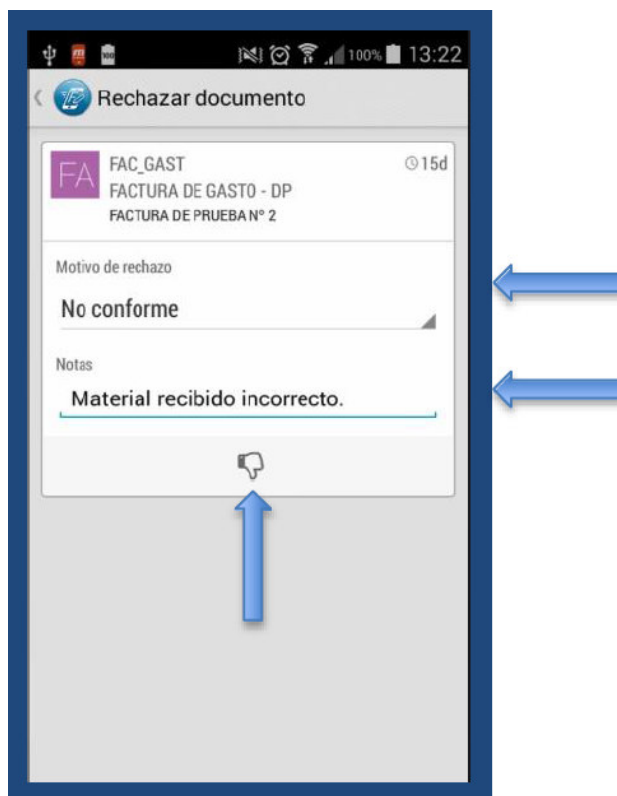 100% 13:22
Rechazar documento
FA
FAC_GAST
15d
FACTURA DE GASTO - DP
FACTURA DE PRUEBA Nº 2
Motivo de rechazo
No conforme
Notas
Material recibido incorrecto.